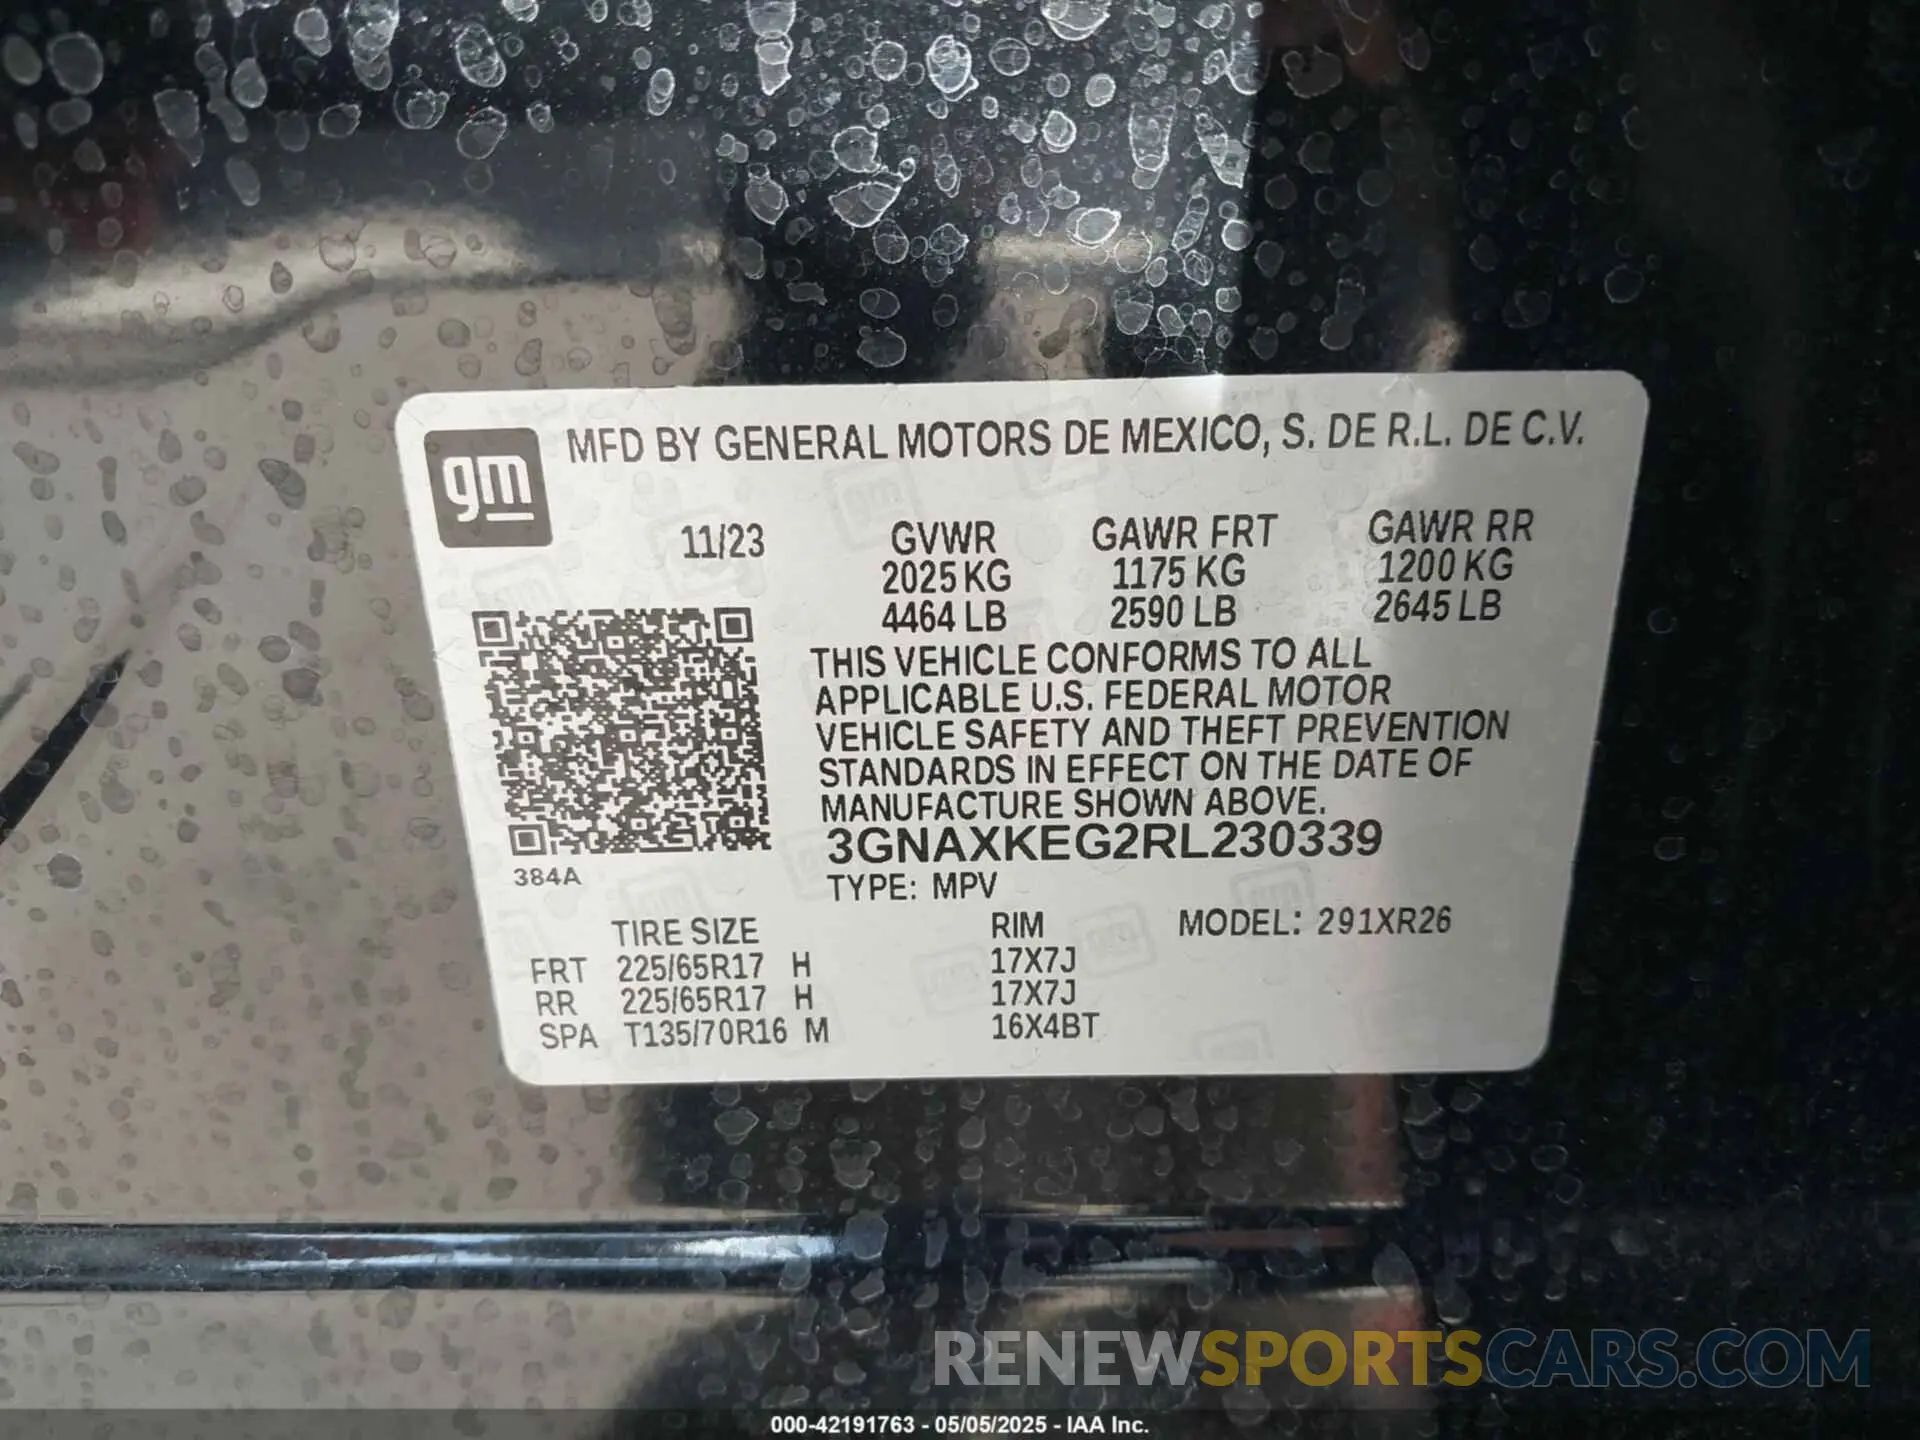 gm
MFD BY GENERAL MOTORS DE MEXICO, S. DE R.L. DE C.V.
11/23 GVWR GAWR FRT GAWR RR
2025 KG 1175 KG 1200 KG
4464 LB 2590 LB 2645 LB
THIS VEHICLE CONFORMS TO ALL
APPLICABLE U.S. FEDERAL MOTOR
VEHICLE SAFETY AND THEFT PREVENTION
STANDARDS IN EFFECT ON THE DATE OF
MANUFACTURE SHOWN ABOVE.
3GNAXKEG2RL230339
384A
TYPE: MPV
TIRE SIZE RIM MODEL: 291XR26
FRT 225/65R17 H 17X7J
RR 225/65R17 H 17X7J
SPA T135/70R16 M 16X4BT
RENEWSPORTSCARS.COM
000-42191763 - 05/05/2025 - IAA Inc.